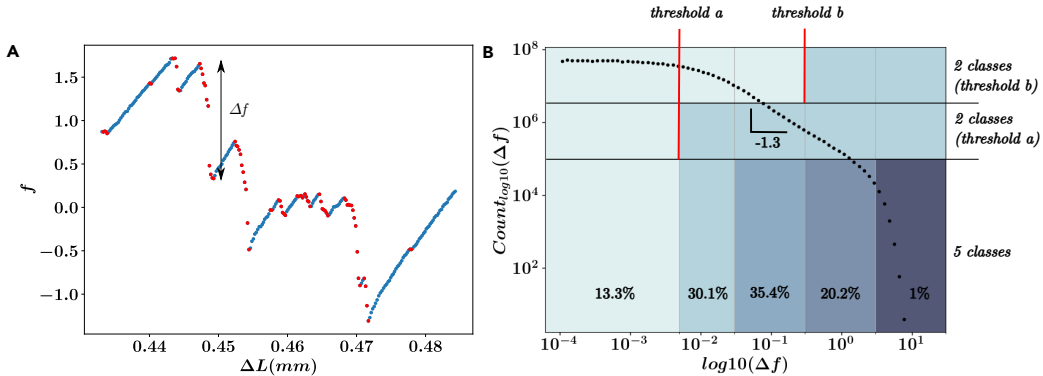 A
1.5
1.0
0.5
0.0
−0.5
−1.0
f
Δf
0.44
0.45
0.46
0.47
0.48
ΔL(mm)
threshold a
threshold b
B
10^8
10^6
10^4
10^2
Count_log10(Δf)
-1.3
13.3%
30.1%
35.4%
20.2%
1%
10^−4
10^−3
10^−2
10^−1
10^0
10^1
log10(Δf)
2 classes
(threshold b)
2 classes
(threshold a)
5 classes